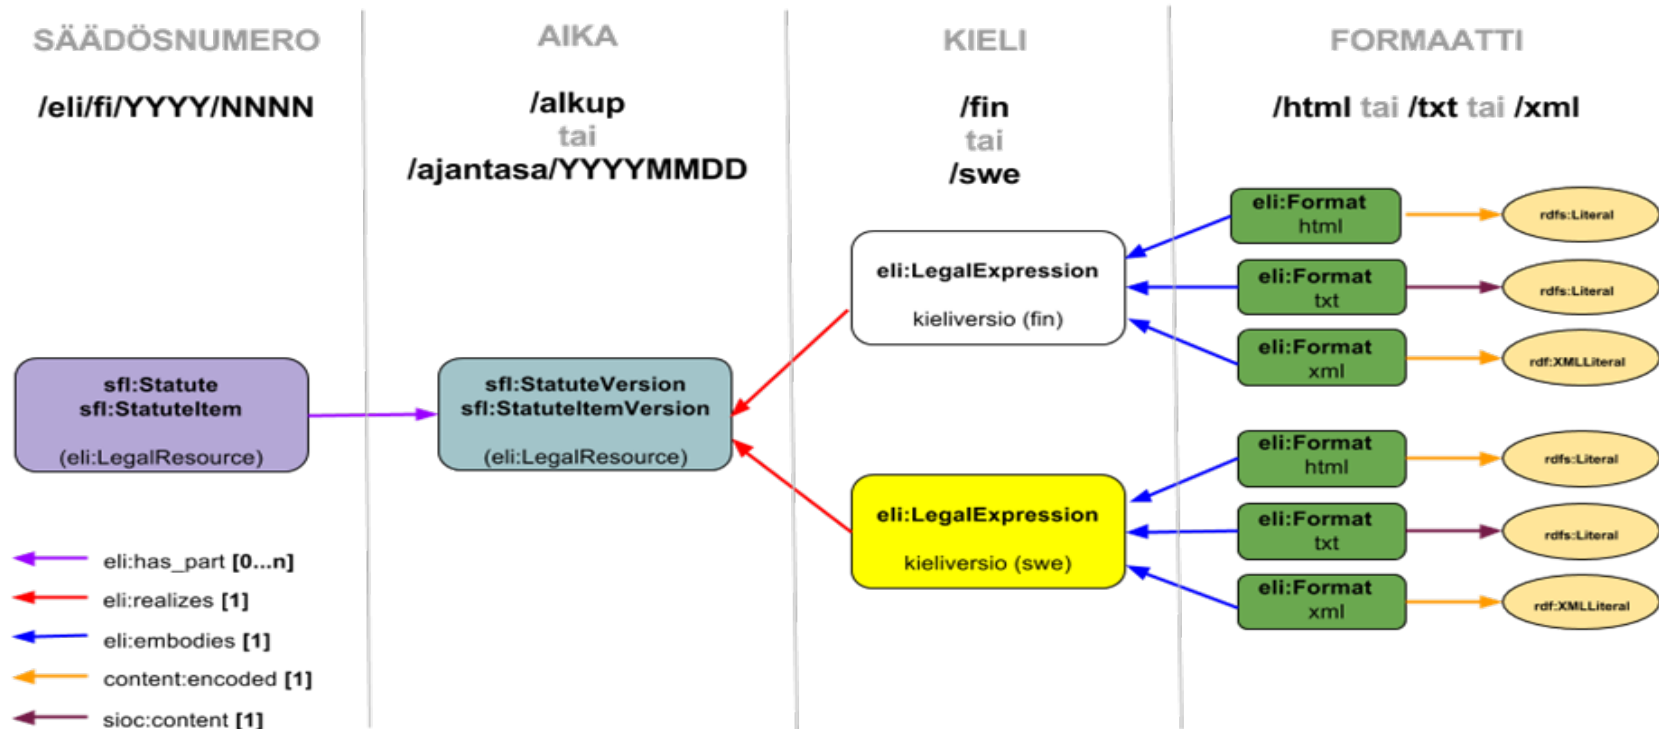 SÄÄDÖSNUMERO
/eli/fi/YYYY/NNNN
sfl:Statute
sfl:StatuteItem
(eli:LegalResource)
eli:has_part [0...n]
eli:realizes [1]
eli:embodies [1]
content:encoded [1]
sioc:content [1]
AIKA
/alkup
tai
/ajantasa/YYYYMMDD
sfl:StatuteVersion
sfl:StatuteItemVersion
(eli:LegalResource)
KIELI
/fin
tai
/swe
eli:LegalExpression
kieliversio (fin)
eli:LegalExpression
kieliversio (swe)
FORMAATTI
/html tai /txt tai /xml
eli:Format
html
rdfs:Literal
eli:Format
txt
rdfs:Literal
eli:Format
xml
rdf:XMLLiteral
eli:Format
html
rdfs:Literal
eli:Format
txt
rdfs:Literal
eli:Format
xml
rdf:XMLLiteral